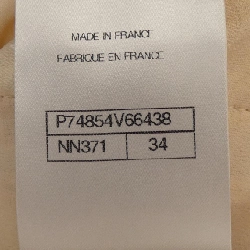 MADE IN FRANCE
FABRIQUE EN FRANCE
P74854V66438
NN371 34